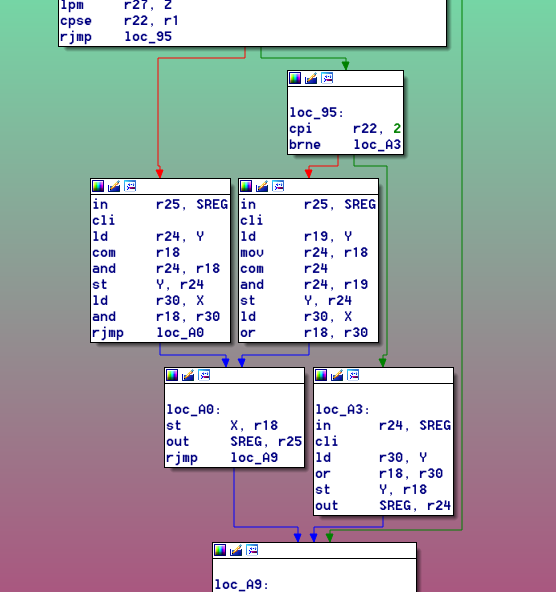 lpm r27, Z
cpse r22, r1
rjmp loc_95
loc_95:
cpi r22, 2
brne loc_A3
in r25, SREG
cli
ld r24, Y
com r18
and r24, r18
st Y, r24
ld r30, X
and r18, r30
rjmp loc_A0
in r25, SREG
cli
ld r19, Y
mov r24, r18
com r24
and r24, r19
st Y, r24
ld r30, X
or r18, r30
loc_A0:
st X, r18
out SREG, r25
rjmp loc_A9
loc_A3:
in r24, SREG
cli
ld r30, Y
or r18, r30
st Y, r18
out SREG, r24
loc_A9: